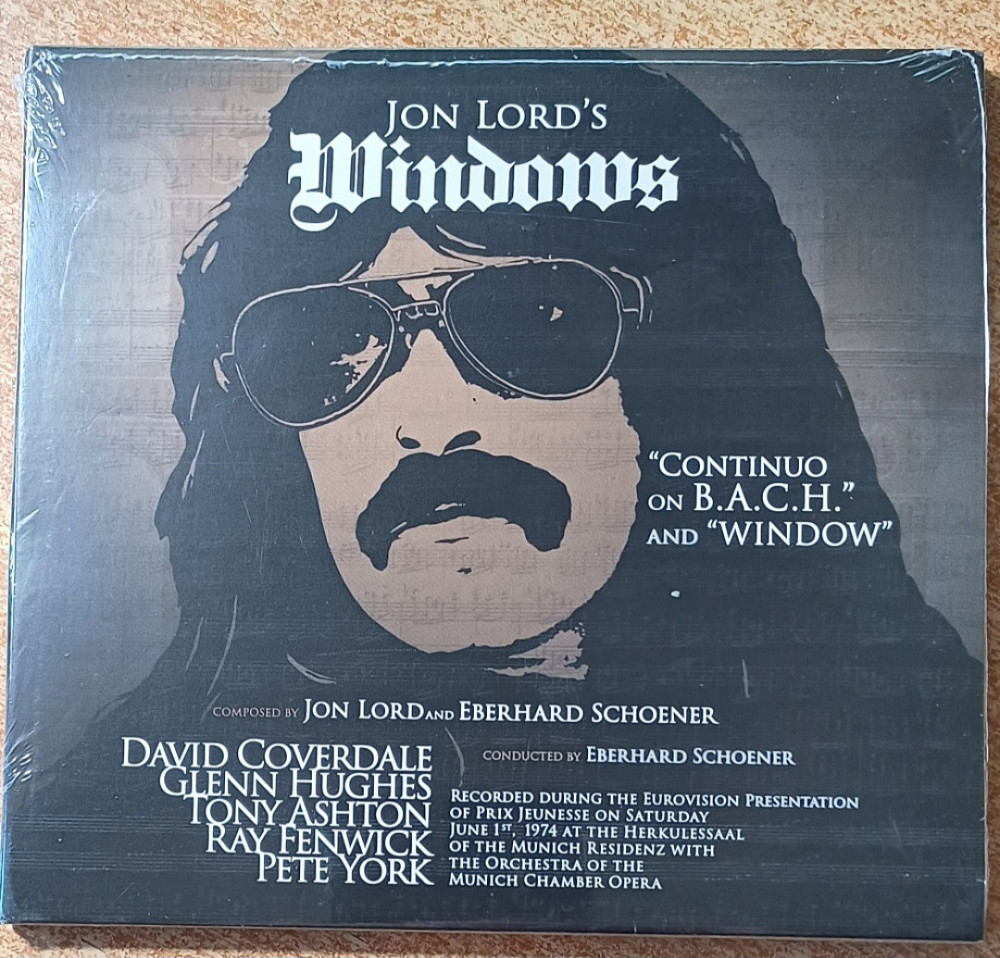 JON LORD'S
Windows
"CONTINUO
ON B.A.C.H."
AND "WINDOW"
COMPOSED BY JON LORD AND EBERHARD SCHOENER
DAVID COVERDALE
GLENN HUGHES
TONY ASHTON
RAY FENWICK
PETE YORK
CONDUCTED BY EBERHARD SCHOENER
RECORDED DURING THE EUROVISION PRESENTATION
OF PRIX JEUNESSE ON SATURDAY
JUNE 1ST, 1974 AT THE HERKULESSAAL
OF THE MUNICH RESIDENZ WITH
THE ORCHESTRA OF THE
MUNICH CHAMBER OPERA